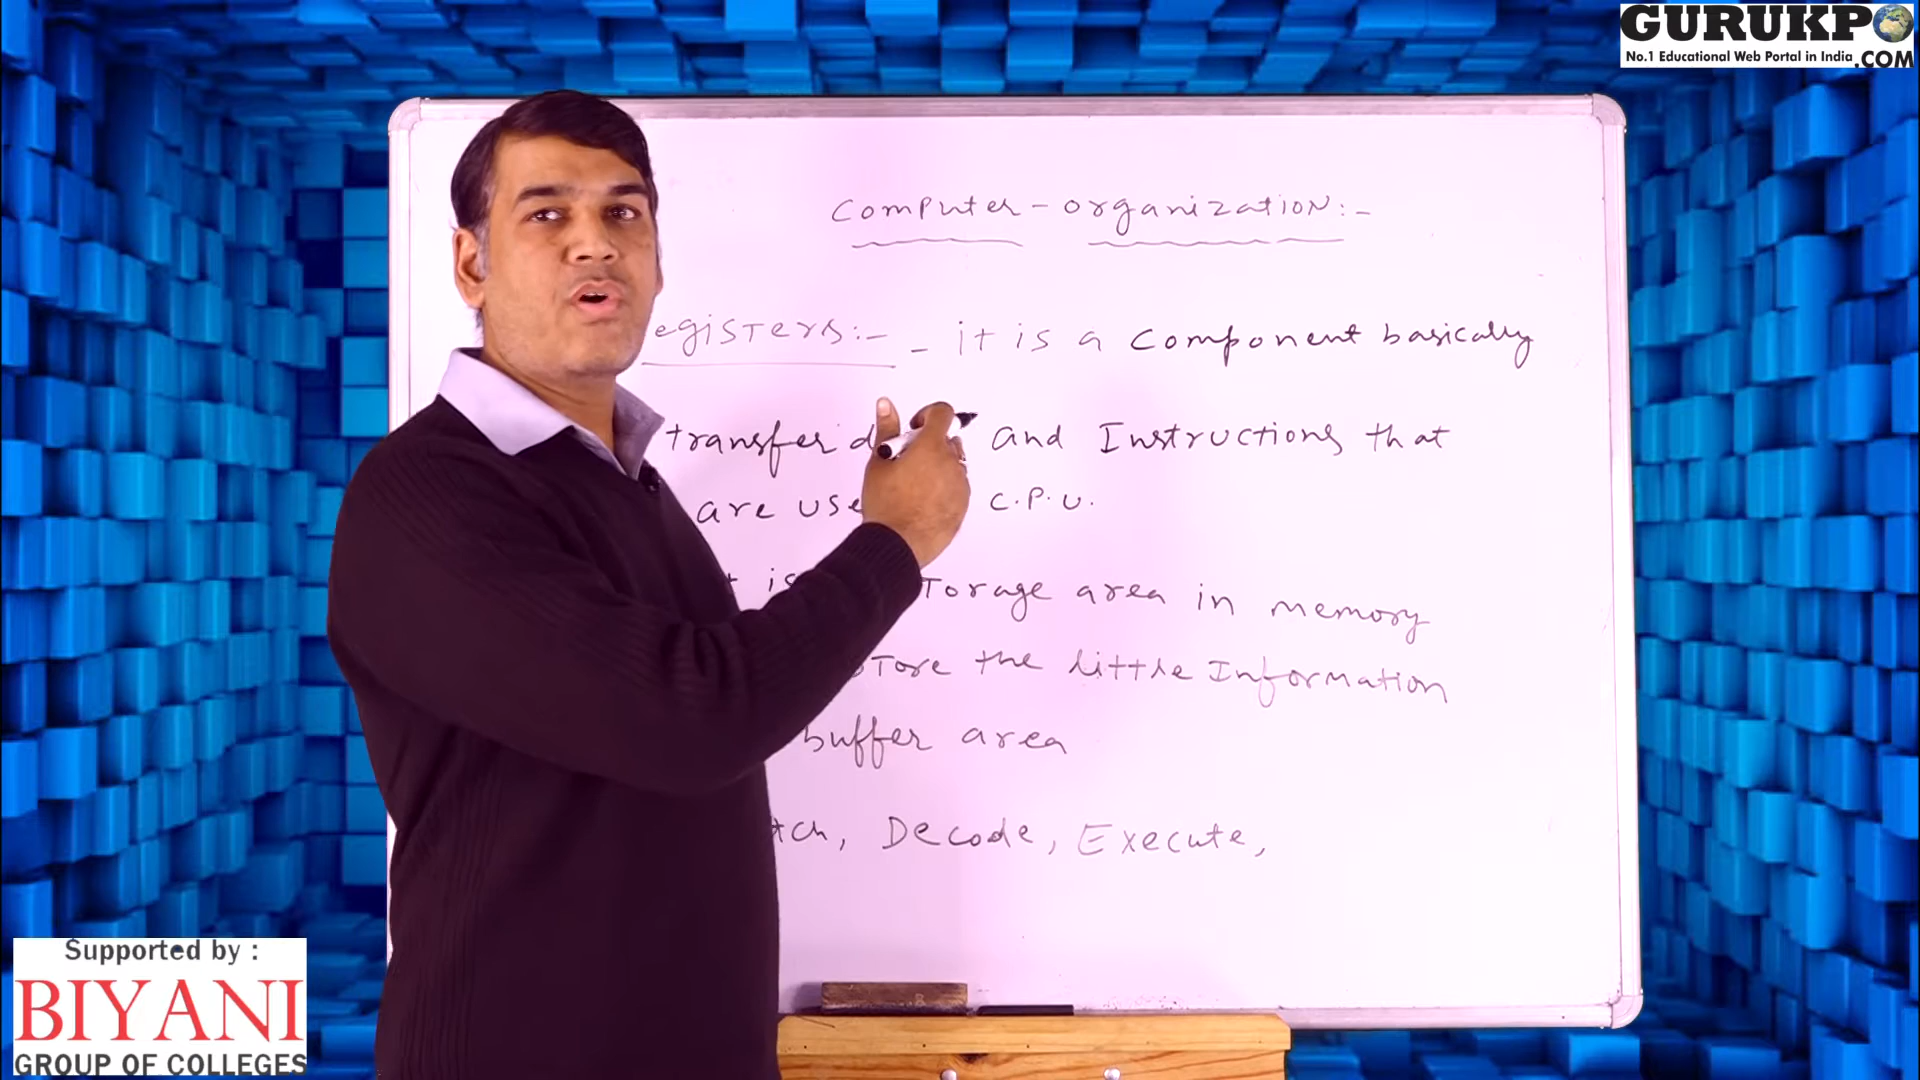 GURUKPO
No.1 Educational Web Portal in India .COM
Computer - organization:-
egisters:- - it is a component basically
transfer d and Instructions that
are use C.P.U.
is torage area in memory
tore the little Information
buffer area
tch, Decode, Execute,
Supported by :
BIYANI
GROUP OF COLLEGES